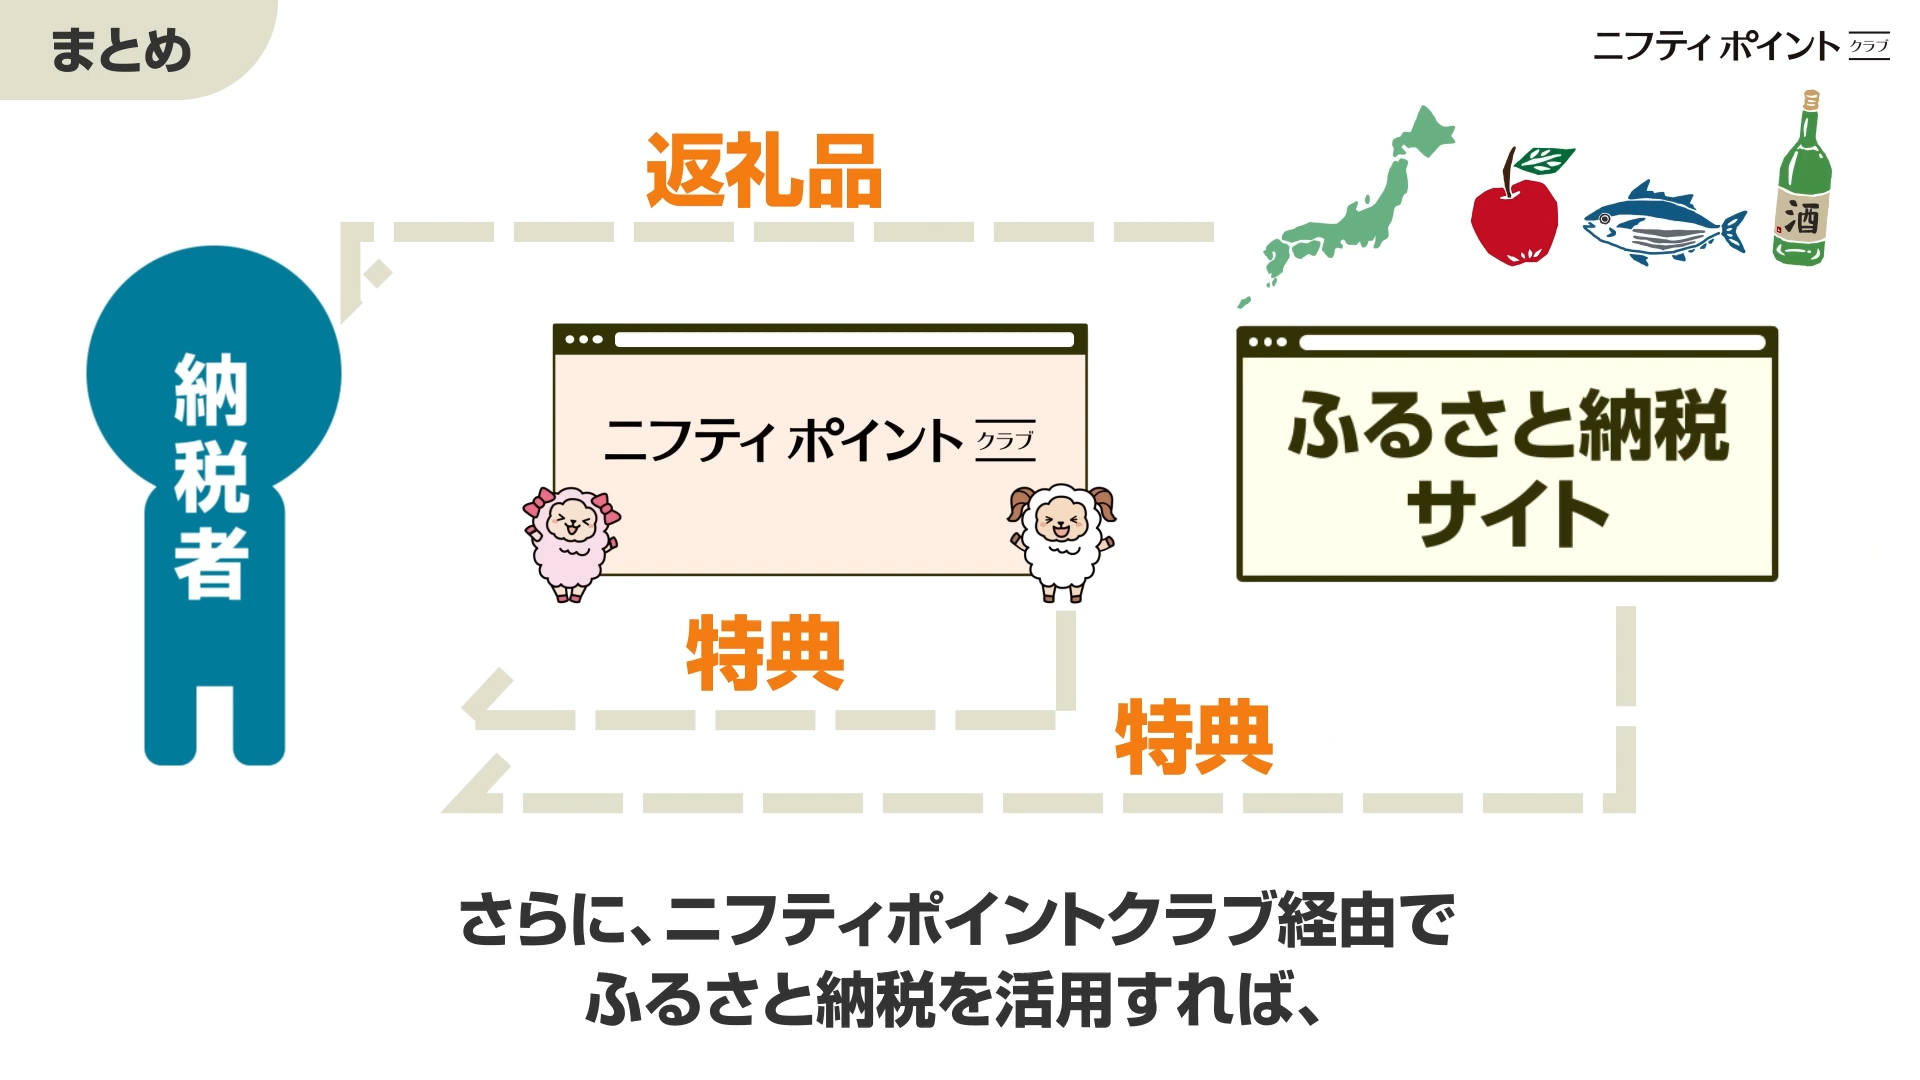 まとめ
ニフティポイントクラブ
返礼品
酒
納税者
ニフティポイントクラブ
ふるさと納税
サイト
特典
特典
さらに、ニフティポイントクラブ経由で
ふるさと納税を活用すれば、